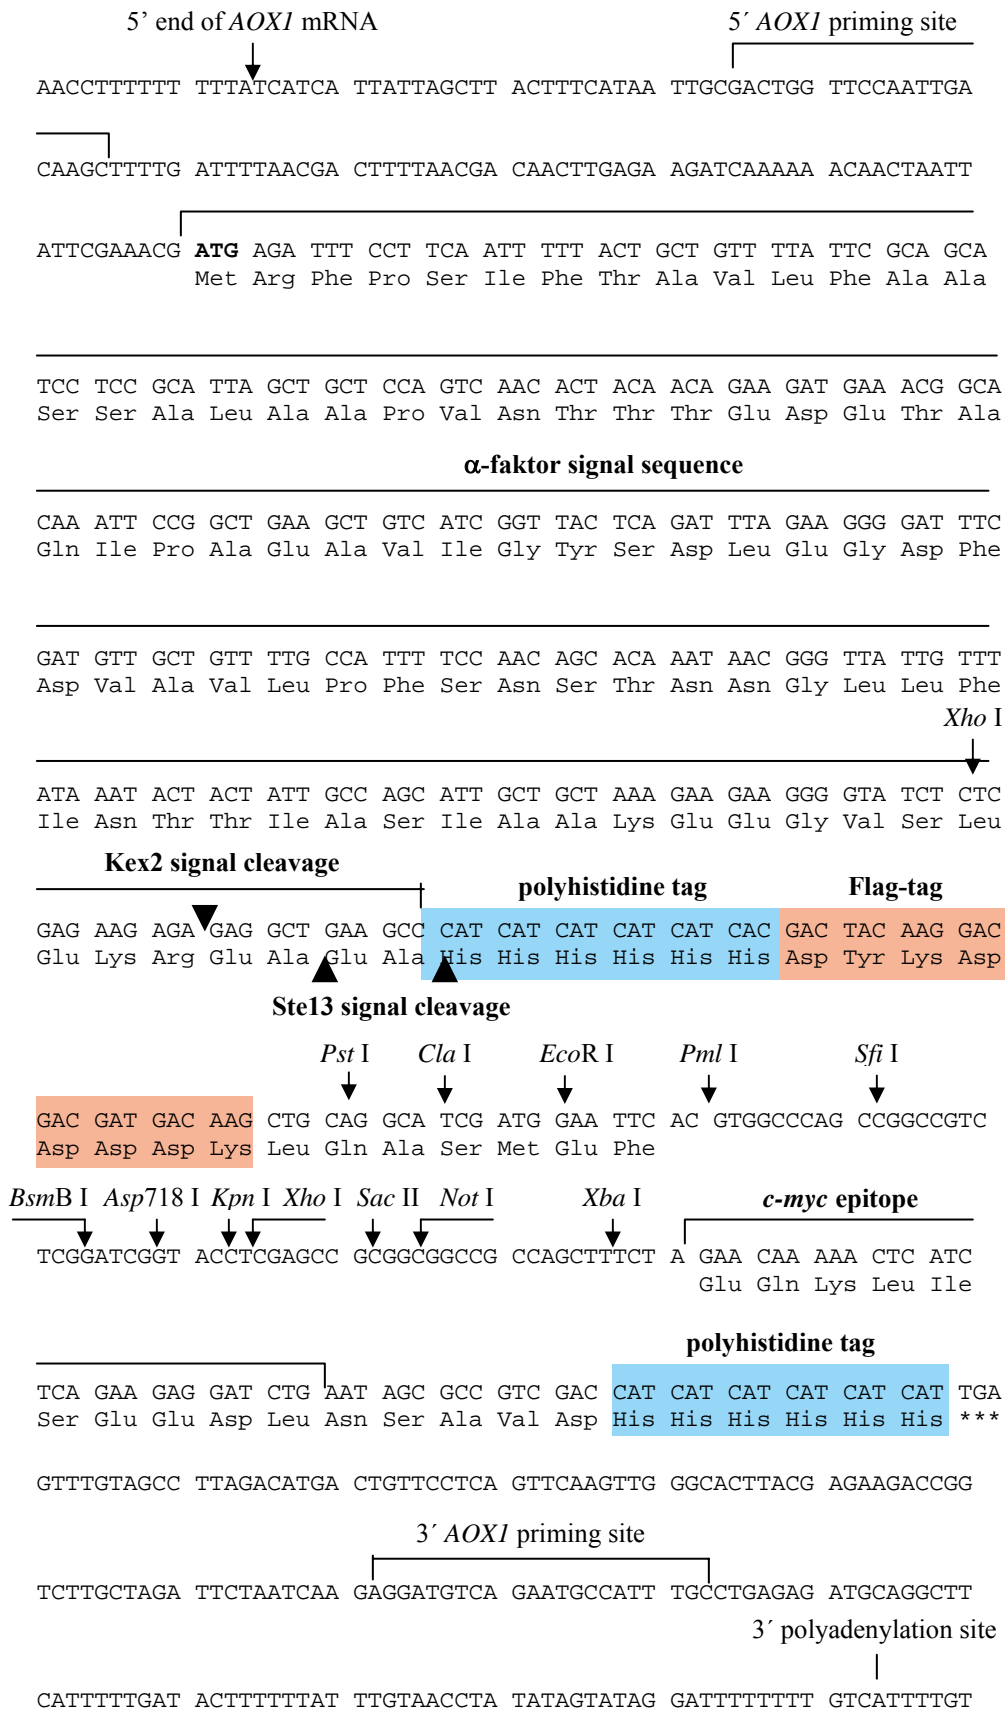 5’ end of AOX1 mRNA 5´ AOX1 priming site
AACCTTTTTT TTTATCATCA TTATTAGCTT ACTTTCATAA TTGCGACTGG TTCCAATTGA
CAAGCTTTTG ATTTTAACGA CTTTTAACGA CAACTTGAGA AGATCAAAAA ACAACTAATT
ATTCGAAACG ATG AGA TTT CCT TCA ATT TTT ACT GCT GTT TTA TTC GCA GCA
Met Arg Phe Pro Ser Ile Phe Thr Ala Val Leu Phe Ala Ala
TCC TCC GCA TTA GCT GCT CCA GTC AAC ACT ACA ACA GAA GAT GAA ACG GCA
Ser Ser Ala Leu Ala Ala Pro Val Asn Thr Thr Thr Glu Asp Glu Thr Ala
α-faktor signal sequence
CAA ATT CCG GCT GAA GCT GTC ATC GGT TAC TCA GAT TTA GAA GGG GAT TTC
Gln Ile Pro Ala Glu Ala Val Ile Gly Tyr Ser Asp Leu Glu Gly Asp Phe
GAT GTT GCT GTT TTG CCA TTT TCC AAC AGC ACA AAT AAC GGG TTA TTG TTT
Asp Val Ala Val Leu Pro Phe Ser Asn Ser Thr Asn Asn Gly Leu Leu Phe
Xho I
ATA AAT ACT ACT ATT GCC AGC ATT GCT GCT AAA GAA GAA GGG GTA TCT CTC
Ile Asn Thr Thr Ile Ala Ser Ile Ala Ala Lys Glu Glu Gly Val Ser Leu
Kex2 signal cleavage polyhistidine tag Flag-tag
GAG AAG AGA GAG GCT GAA GCC CAT CAT CAT CAT CAT CAC GAC TAC AAG GAC
Glu Lys Arg Glu Ala Glu Ala His His His His His His Asp Tyr Lys Asp
Ste13 signal cleavage
Pst I Cla I EcoR I Pml I Sfi I
GAC GAT GAC AAG CTG CAG GCA TCG ATG GAA TTC AC GTGGCCCAG CCGGCCGTC
Asp Asp Asp Lys Leu Gln Ala Ser Met Glu Phe
BsmB I Asp718 I Kpn I Xho I Sac II Not I Xba I c-myc epitope
TCGGATCGGT ACCTCGAGCC GCGGCGGCCG CCAGCTTTCTA GAA CAA AAA CTC ATC
Glu Gln Lys Leu Ile
polyhistidine tag
TCA GAA GAG GAT CTG AAT AGC GCC GTC GAC CAT CAT CAT CAT CAT CAT TGA
Ser Glu Glu Asp Leu Asn Ser Ala Val Asp His His His His His His ***
GTTTGTAGCC TTAGACATGA CTGTTCCTCA GTTCAAGTTG GGCACTTACG AGAAGACCGG
3´ AOX1 priming site
TCTTGCTAGA TTCTAATCAA GAGGATGTCA GAATGCCATT TGCCTGAGAG ATGCAGGCTT
3´ polyadenylation site
CATTTTTGAT ACTTTTTTAT TTGTAACCTA TATAGTATAG GATTTTTTTT GTCATTTTGT